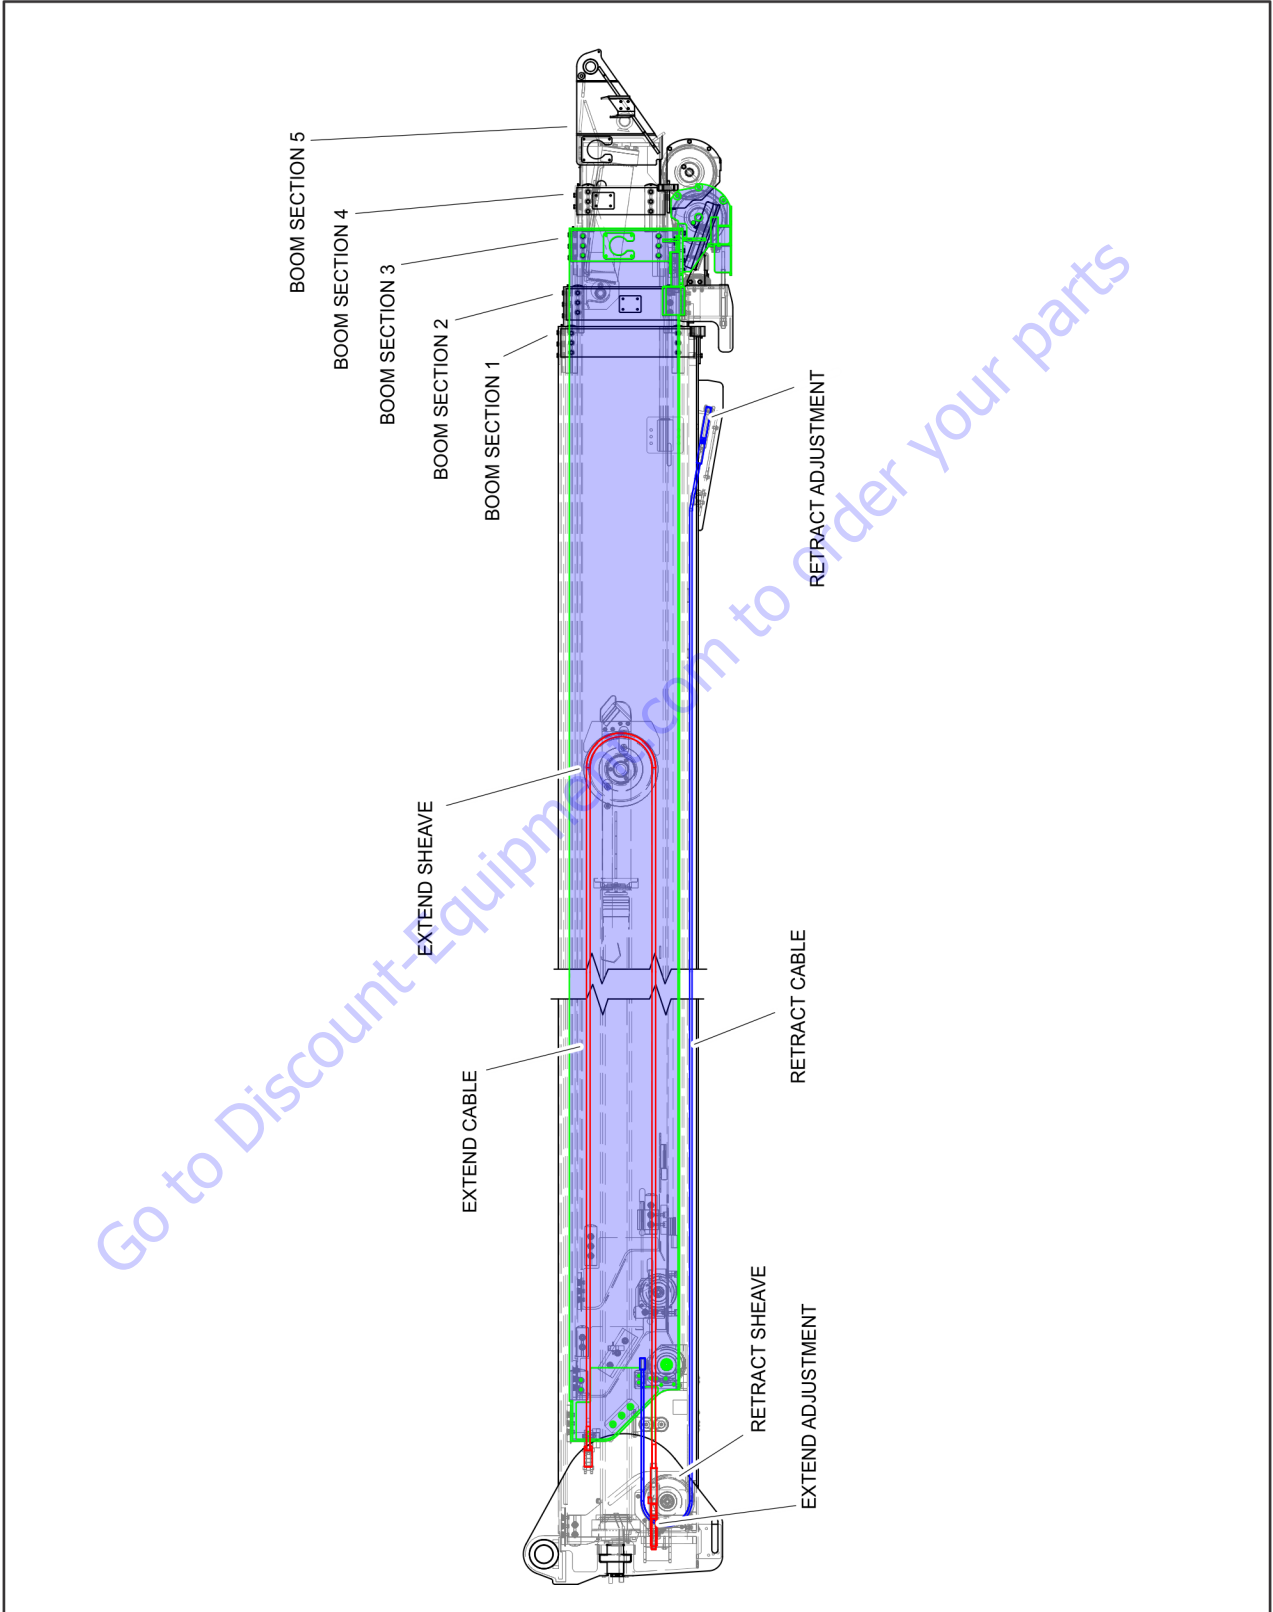 BOOM SECTION 5
BOOM SECTION 4
BOOM SECTION 3
BOOM SECTION 2
BOOM SECTION 1
RETRACT ADJUSTMENT
EXTEND SHEAVE
EXTEND CABLE
RETRACT CABLE
RETRACT SHEAVE
EXTEND ADJUSTMENT
Go to Discount-Equipment.com to order your parts